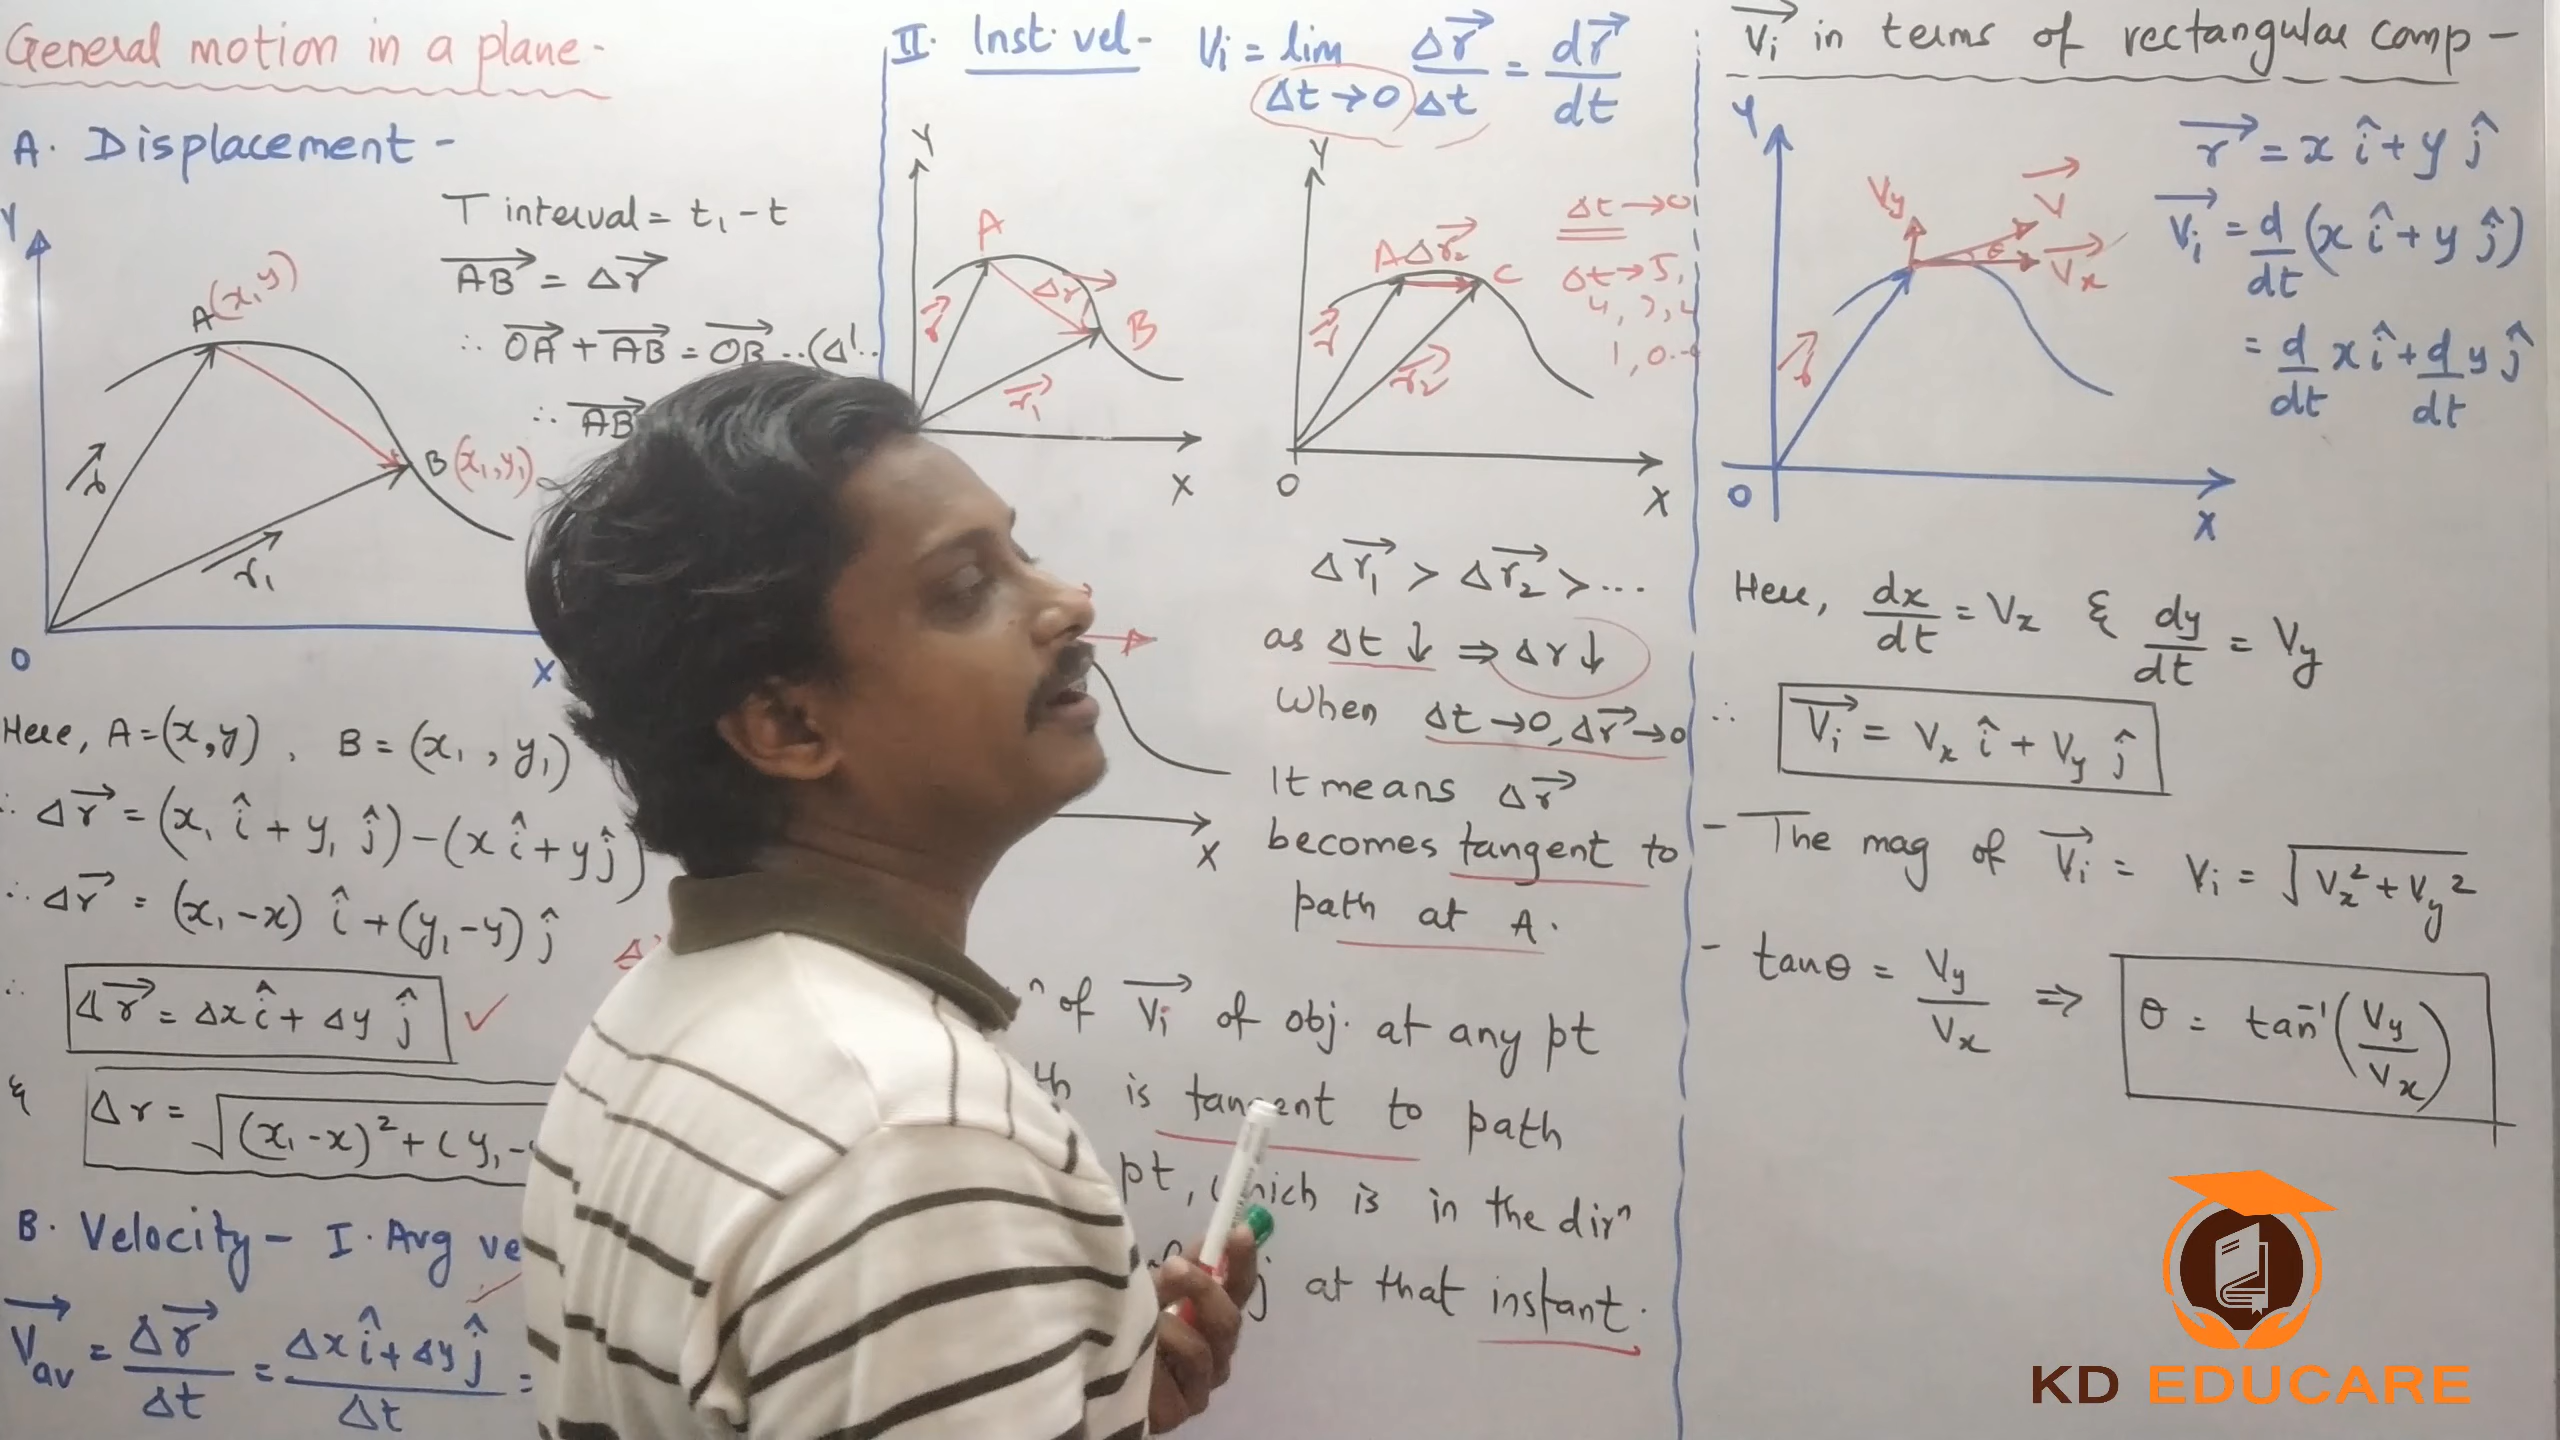 General motion in a plane-
A. Displacement -
Y
T interval = t₁ - t
A(x,y)
→AB = Δ→r
∴ →OA + →AB = →OB ..(Δ
∴ →AB
→r
B(x₁,y₁)
→r₁
O
X
Here, A=(x,y), B=(x₁,y₁)
∴ Δ→r = (x₁ î + y₁ ĵ) - (x î + y ĵ)
∴ Δ→r = (x₁-x) î + (y₁-y) ĵ
∴ Δ→r = Δx î + Δy ĵ ✓
& Δr = √(x₁-x)² + (y₁-
B. Velocity - I. Avg ve
→Vav = Δ→r/Δt = Δx î + Δy ĵ/Δt =
II. Inst. vel- Vi = lim Δt→0 Δ→r/Δt = d→r/dt
Y
A
→r
Δ→r₁
B
→r₁
X
Y
A Δ→r₂
C
→r
→r₂
O
X
Δt→0
Δt→5,
1, 0.
Δ→r₁ > Δ→r₂ > ...
as Δt ↓ ⇒ Δr ↓
When Δt→0, Δ→r→0
It means Δ→r
becomes tangent to
path at A.
X
ⁿ of →Vi of obj. at any pt
th is tangent to path
pt, which is in the dirⁿ
j at that instant.
→Vi in terms of rectangular comp -
Y
→r = x î + y ĵ
Vy
→V
θ
→Vx
→Vi = d/dt (x î + y ĵ)
= d/dt x î + d/dt y ĵ
→r
O
X
Here, dx/dt = Vx & dy/dt = Vy
∴ →Vi = Vx î + Vy ĵ
- The mag of →Vi = Vi = √Vx² + Vy²
- tanθ = Vy/Vx ⇒ θ = tan⁻¹(Vy/Vx)
KD EDUCARE